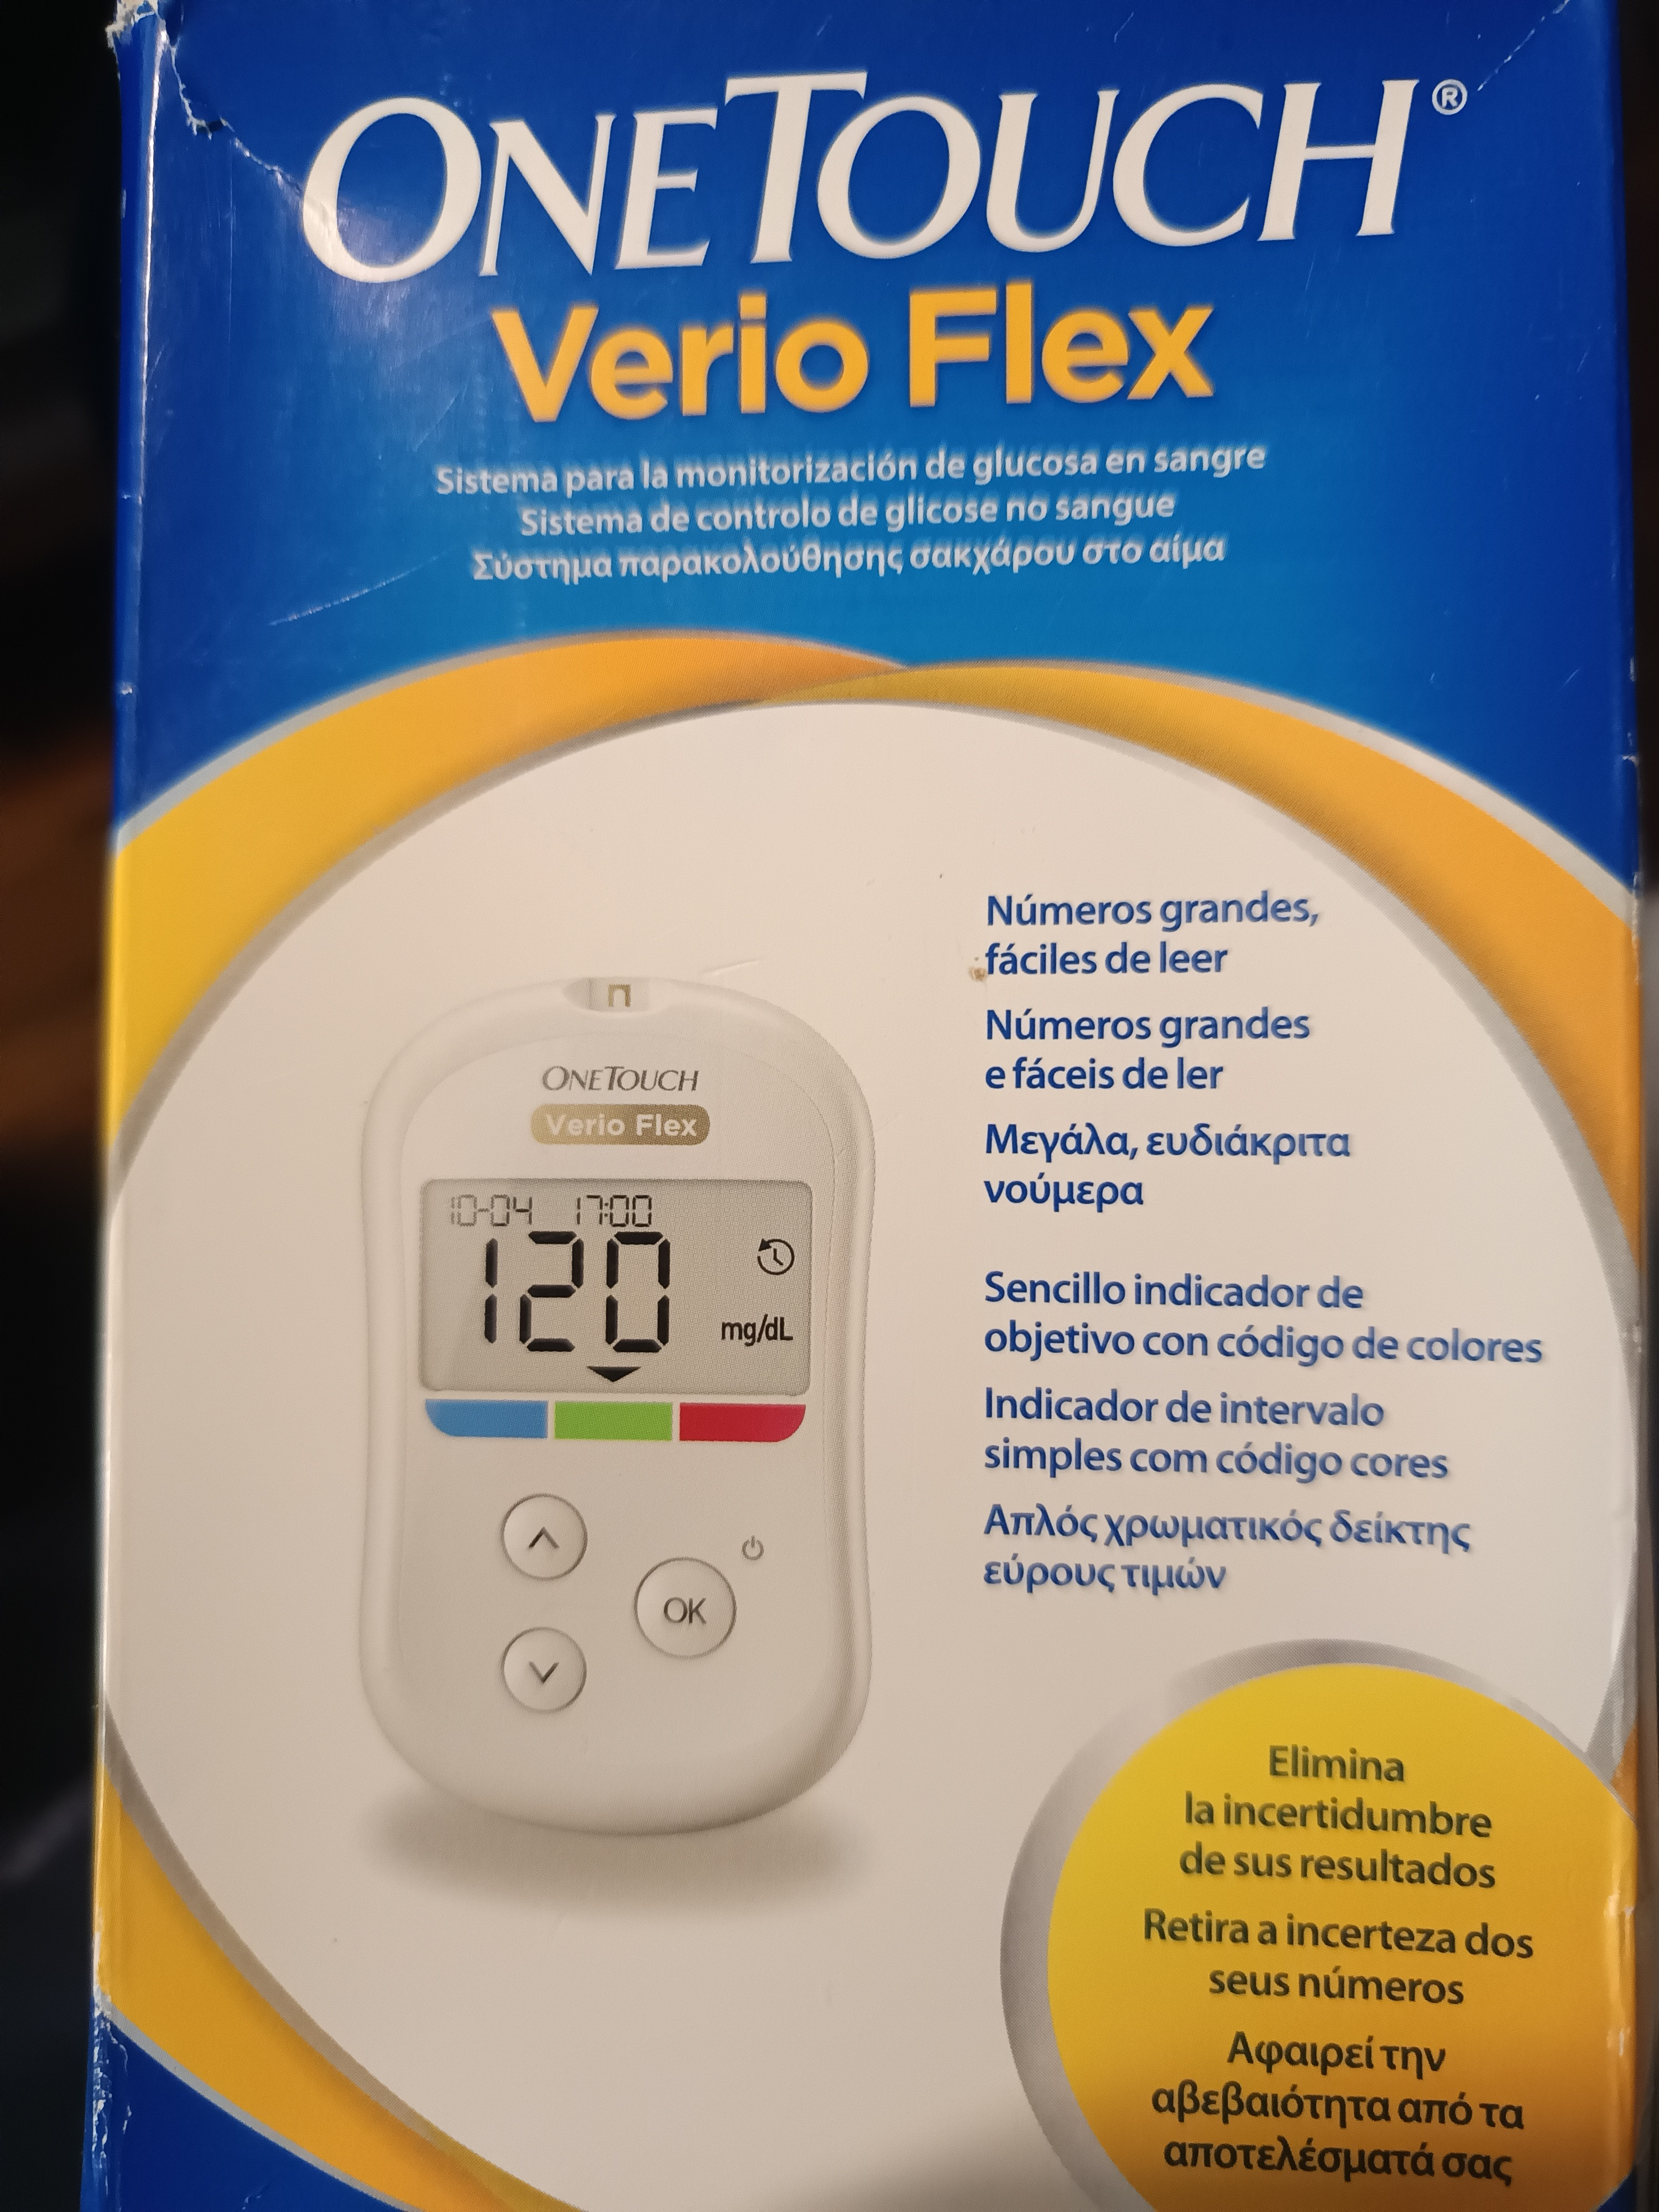 ONETOUCH®
Verio Flex
Sistema para la monitorización de glucosa en sangre
Sistema de controlo de glicose no sangue
Σύστημα παρακολούθησης σακχάρου στο αίμα
Números grandes,
fáciles de leer
Números grandes
e fáceis de ler
Μεγάλα, ευδιάκριτα
νούμερα
ONETOUCH
Verio Flex
10-04 17:00
120
mg/dL
OK
Sencillo indicador de
objetivo con código de colores
Indicador de intervalo
simples com código cores
Απλός χρωματικός δείκτης
εύρους τιμών
Elimina
la incertidumbre
de sus resultados
Retira a incerteza dos
seus números
Αφαιρεί την
αβεβαιότητα από τα
αποτελέσματά σας